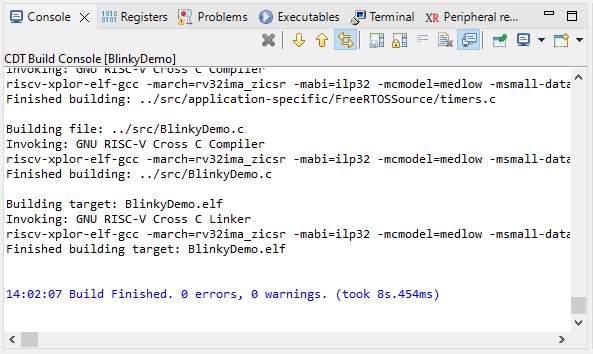 Console Registers Problems Executables Debugger Console Terminal XR Peripheral re...
CDT Build Console [BlinkyDemo]
Invoking: GNU RISC-V Cross C Compiler
riscv-xplor-elf-gcc -march=rv32ima_zicsr -mabi=ilp32 -mcmodel=medlow -msmall-data
Finished building: ../src/application-specific/FreeRTOSSource/timers.c
Building file: ../src/BlinkyDemo.c
Invoking: GNU RISC-V Cross C Compiler
riscv-xplor-elf-gcc -march=rv32ima_zicsr -mabi=ilp32 -mcmodel=medlow -msmall-data
Finished building: ../src/BlinkyDemo.c
Building target: BlinkyDemo.elf
Invoking: GNU RISC-V Cross C Linker
riscv-xplor-elf-gcc -march=rv32ima_zicsr -mabi=ilp32 -mcmodel=medlow -msmall-data
Finished building target: BlinkyDemo.elf
14:02:07 Build Finished. 0 errors, 0 warnings. (took 8s.454ms)